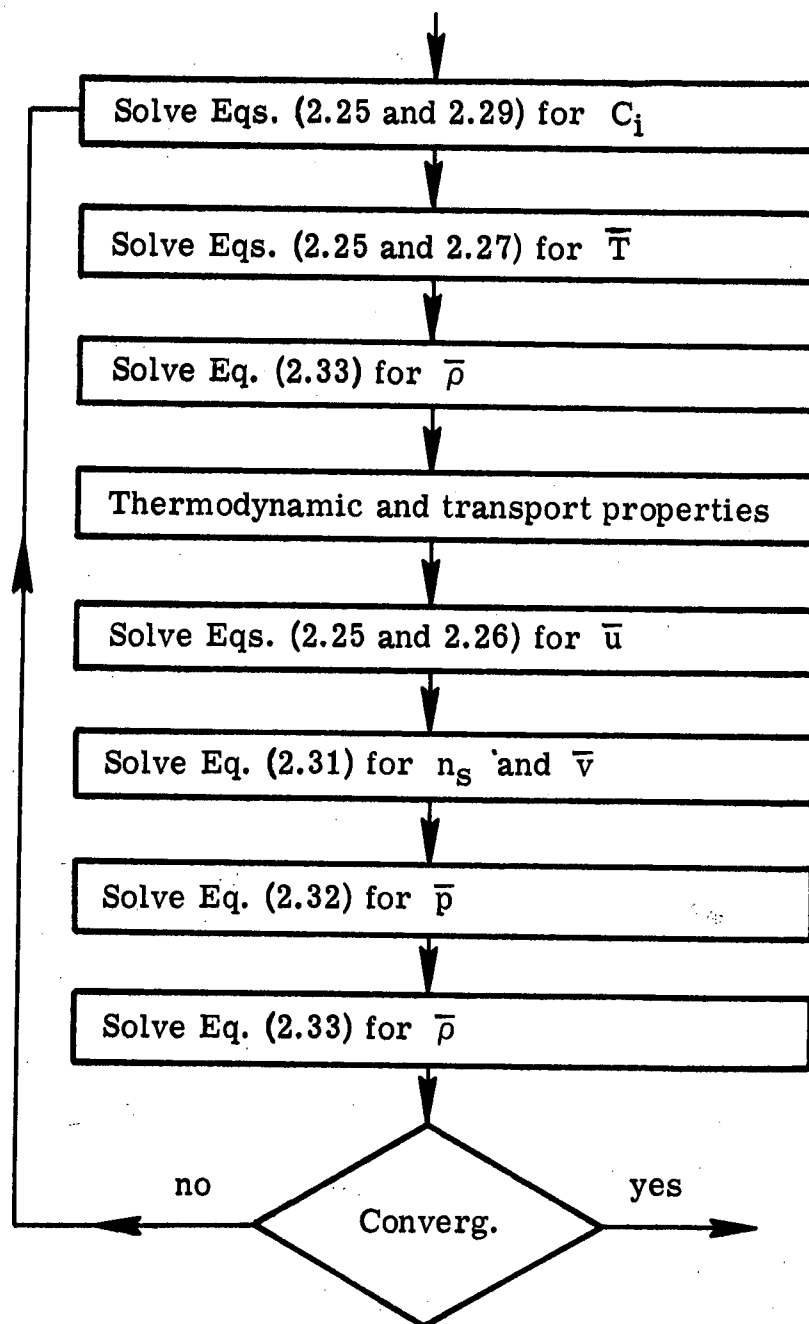 Solve Eqs. (2.25 and 2.29) for C_i
Solve Eqs. (2.25 and 2.27) for T̅
Solve Eq. (2.33) for ρ̅
Thermodynamic and transport properties
Solve Eqs. (2.25 and 2.26) for u̅
Solve Eq. (2.31) for n_s and v̅
Solve Eq. (2.32) for p̅
Solve Eq. (2.33) for ρ̅
no
yes
Converg.